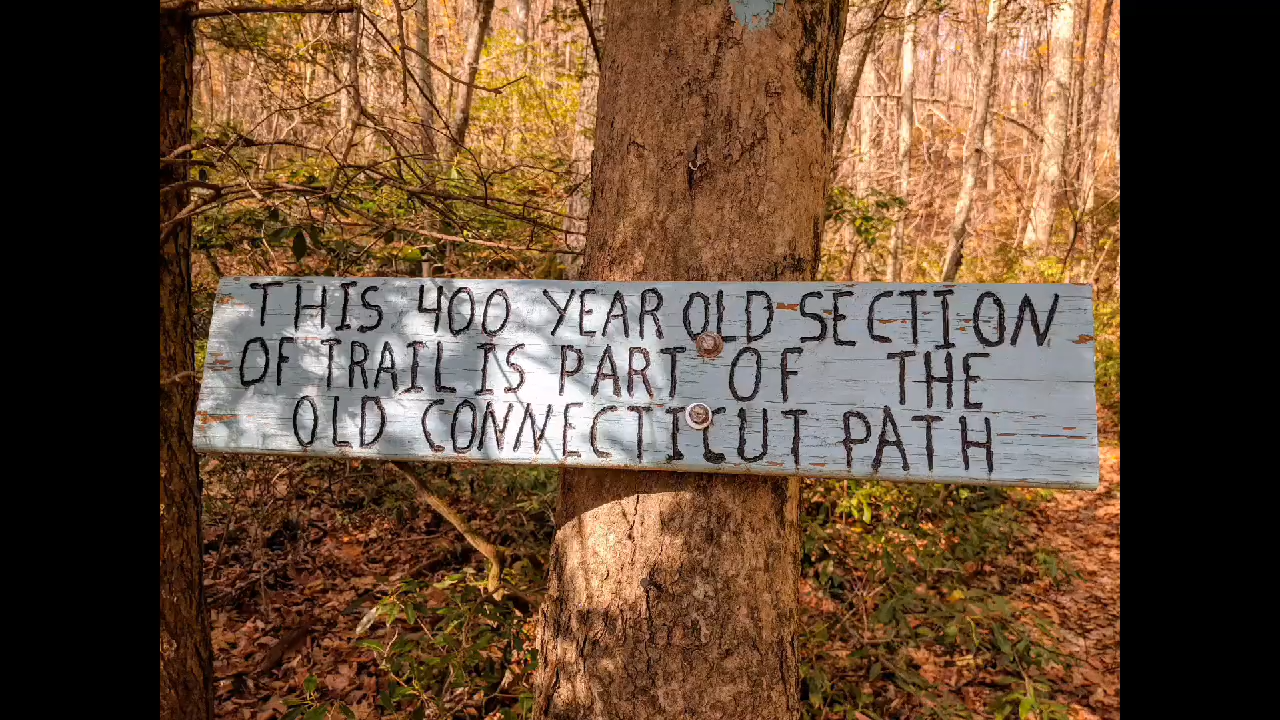 THIS 400 YEAR OLD SECTION
OF TRAIL IS PART OF THE
OLD CONNECTICUT PATH